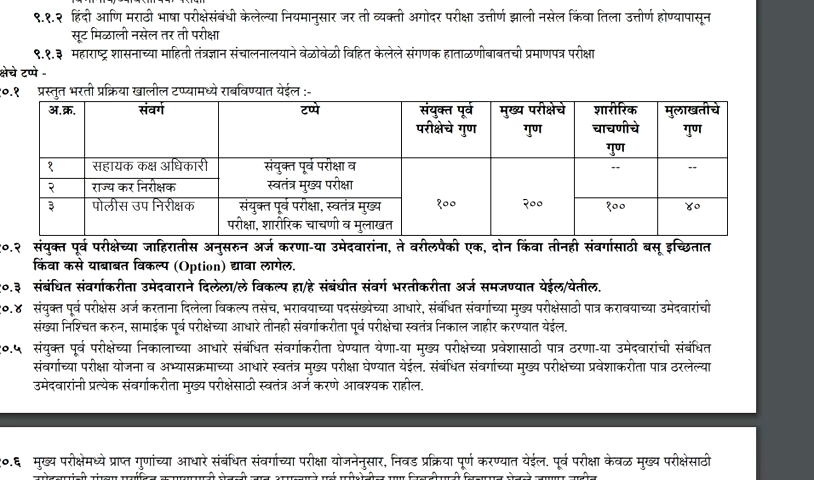 ९.१.२ हिंदी आणि मराठी भाषा परीक्षेसंबंधी केलेल्या नियमानुसार जर ती व्यक्ती अगोदर परीक्षा उत्तीर्ण झाली नसेल किंवा तिला उत्तीर्ण होण्यापासून
सूट मिळाली नसेल तर ती परीक्षा
९.१.३ महाराष्ट्र शासनाच्या माहिती तंत्रज्ञान संचालनालयाने वेळोवेळी विहित केलेले संगणक हाताळणीबाबतची प्रमाणपत्र परीक्षा
क्षेचे टप्पे -
०.१ प्रस्तुत भरती प्रक्रिया खालील टप्प्यामध्ये राबविण्यात येईल :-
अ.क्र. संवर्ग टप्पे संयुक्त पूर्व परीक्षेचे गुण मुख्य परीक्षेचे गुण शारीरिक चाचणीचे गुण मुलाखतीचे गुण
१ सहायक कक्ष अधिकारी संयुक्त पूर्व परीक्षा व -- --
२ राज्य कर निरीक्षक स्वतंत्र मुख्य परीक्षा
३ पोलीस उप निरीक्षक संयुक्त पूर्व परीक्षा, स्वतंत्र मुख्य १०० २०० १०० ४०
परीक्षा, शारीरिक चाचणी व मुलाखत
०.२ संयुक्त पूर्व परीक्षेच्या जाहिरातीस अनुसरुन अर्ज करणा-या उमेदवारांना, ते वरीलपैकी एक, दोन किंवा तीनही संवर्गासाठी बसू इच्छितात
किंवा कसे याबाबत विकल्प (Option) द्यावा लागेल.
०.३ संबंधित संवर्गाकरीता उमेदवाराने दिलेला/ले विकल्प हा/हे संबंधीत संवर्ग भरतीकरीता अर्ज समजण्यात येईल/येतील.
०.४ संयुक्त पूर्व परीक्षेस अर्ज करताना दिलेला विकल्प तसेच, भरावयाच्या पदसंख्येच्या आधारे, संबंधित संवर्गाच्या मुख्य परीक्षेसाठी पात्र करावयाच्या उमेदवारांची
संख्या निश्चित करुन, सामाईक पूर्व परीक्षेच्या आधारे तीनही संवर्गाकरीता पूर्व परीक्षेचा स्वतंत्र निकाल जाहीर करण्यात येईल.
०.५ संयुक्त पूर्व परीक्षेच्या निकालाच्या आधारे संबंधित संवर्गाकरीता घेण्यात येणा-या मुख्य परीक्षेच्या प्रवेशासाठी पात्र ठरणा-या उमेदवारांची संबंधित
संवर्गाच्या परीक्षा योजना व अभ्यासक्रमाच्या आधारे स्वतंत्र मुख्य परीक्षा घेण्यात येईल. संबंधित संवर्गाच्या मुख्य परीक्षेच्या प्रवेशाकरीता पात्र ठरलेल्या
उमेदवारांनी प्रत्येक संवर्गाकरीता मुख्य परीक्षेसाठी स्वतंत्र अर्ज करणे आवश्यक राहील.
०.६ मुख्य परीक्षेमध्ये प्राप्त गुणांच्या आधारे संबंधित संवर्गाच्या परीक्षा योजनेनुसार, निवड प्रक्रिया पूर्ण करण्यात येईल. पूर्व परीक्षा केवळ मुख्य परीक्षेसाठी